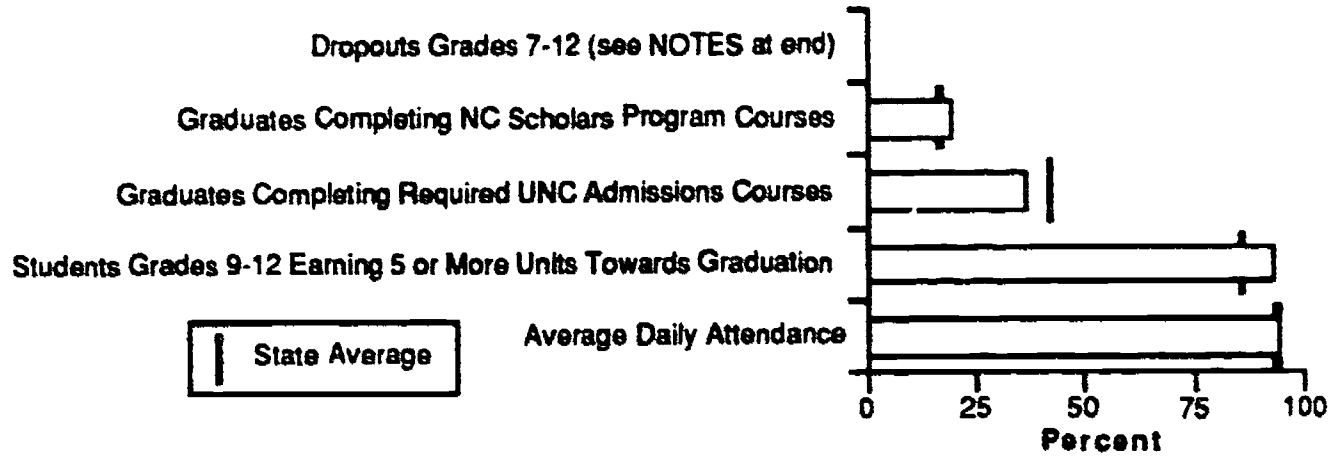 Dropouts Grades 7-12 (see NOTES at end)
Graduates Completing NC Scholars Program Courses
Graduates Completing Required UNC Admissions Courses
Students Grades 9-12 Earning 5 or More Units Towards Graduation
Average Daily Attendance
State Average
0 25 50 75 100
Percent